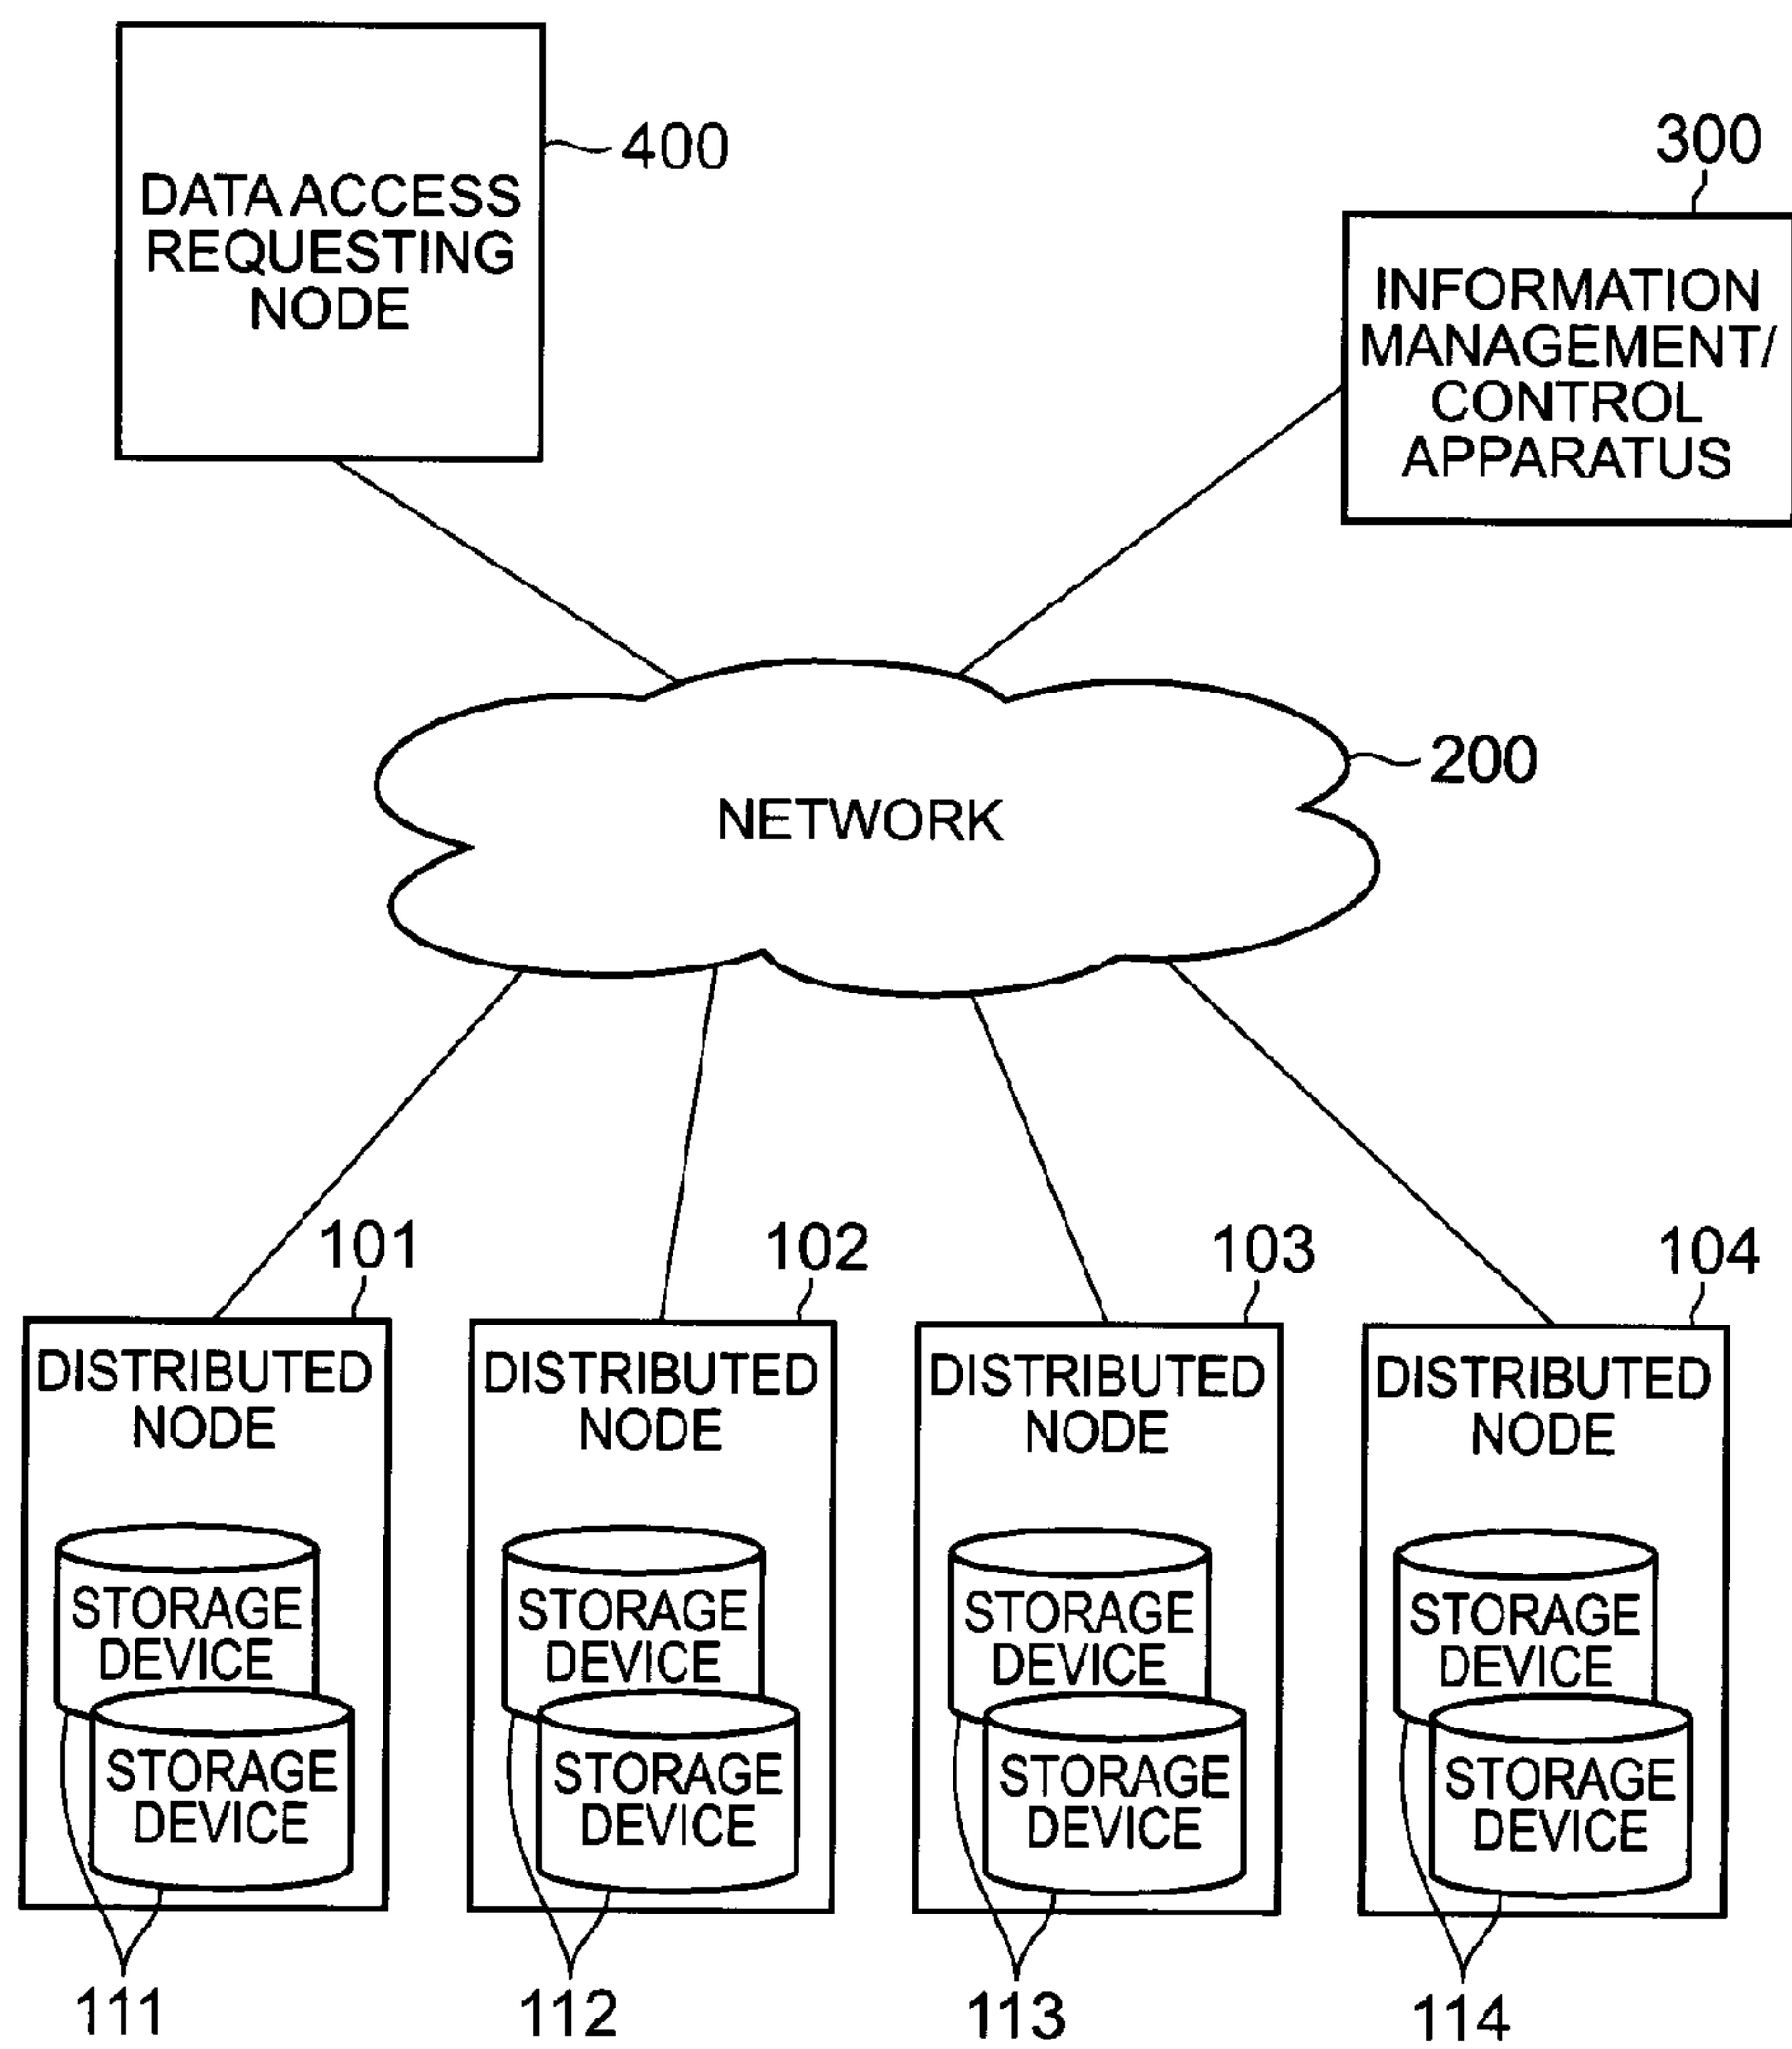 DATA ACCESS
REQUESTING
NODE
400
300
INFORMATION
MANAGEMENT/
CONTROL
APPARATUS
200
NETWORK
101
102
103
104
DISTRIBUTED
NODE
DISTRIBUTED
NODE
DISTRIBUTED
NODE
DISTRIBUTED
NODE
STORAGE
DEVICE
STORAGE
DEVICE
STORAGE
DEVICE
STORAGE
DEVICE
STORAGE
DEVICE
STORAGE
DEVICE
STORAGE
DEVICE
STORAGE
DEVICE
111
112
113
114